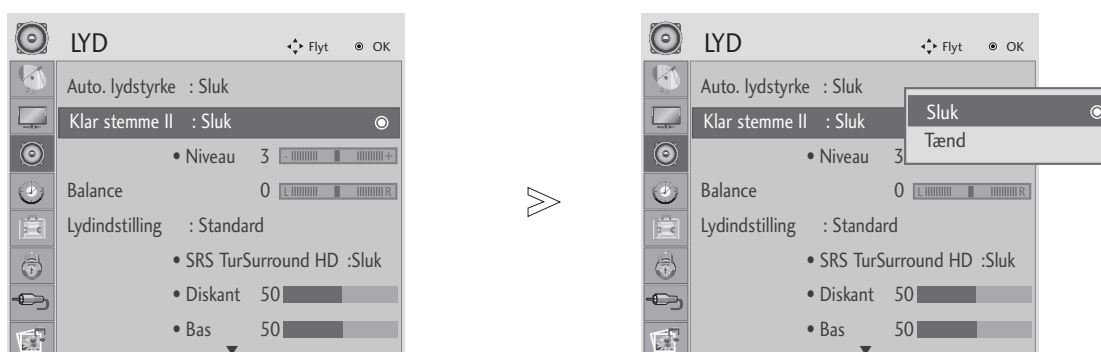 LYD Flyt OK
Auto. lydstyrke : Sluk
Klar stemme II : Sluk
• Niveau 3 - +
Balance 0 L R
Lydindstilling : Standard
• SRS TurSurround HD :Sluk
• Diskant 50
• Bas 50
LYD Flyt OK
Auto. lydstyrke : Sluk
Klar stemme II : Sluk
Sluk
Tænd
• Niveau 3
Balance 0 L R
Lydindstilling : Standard
• SRS TurSurround HD :Sluk
• Diskant 50
• Bas 50